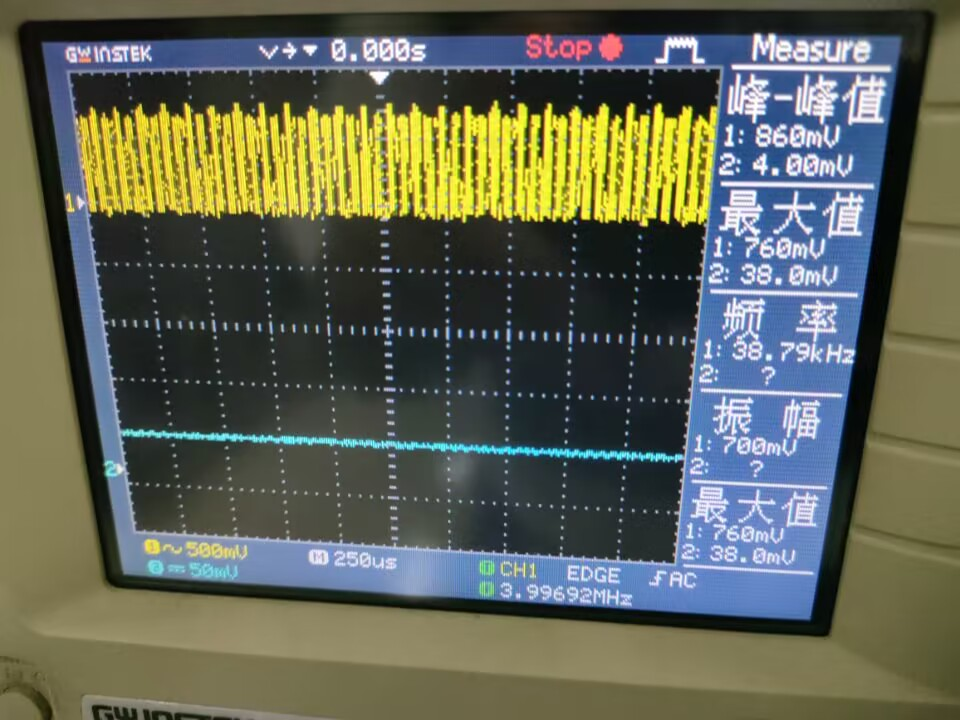 GW INSTEK
0.000s
Stop
Measure
峰-峰值
1: 860mV
2: 4.00mV
最大值
1: 760mV
2: 38.0mV
频率
1: 38.79kHz
2: ?
振幅
1: 700mV
2: ?
最大值
1: 760mV
2: 38.0mV
1
2
1 500mV
2 50mV
M 250us
CH1
EDGE
AC
3.99692MHz
GW INSTEK